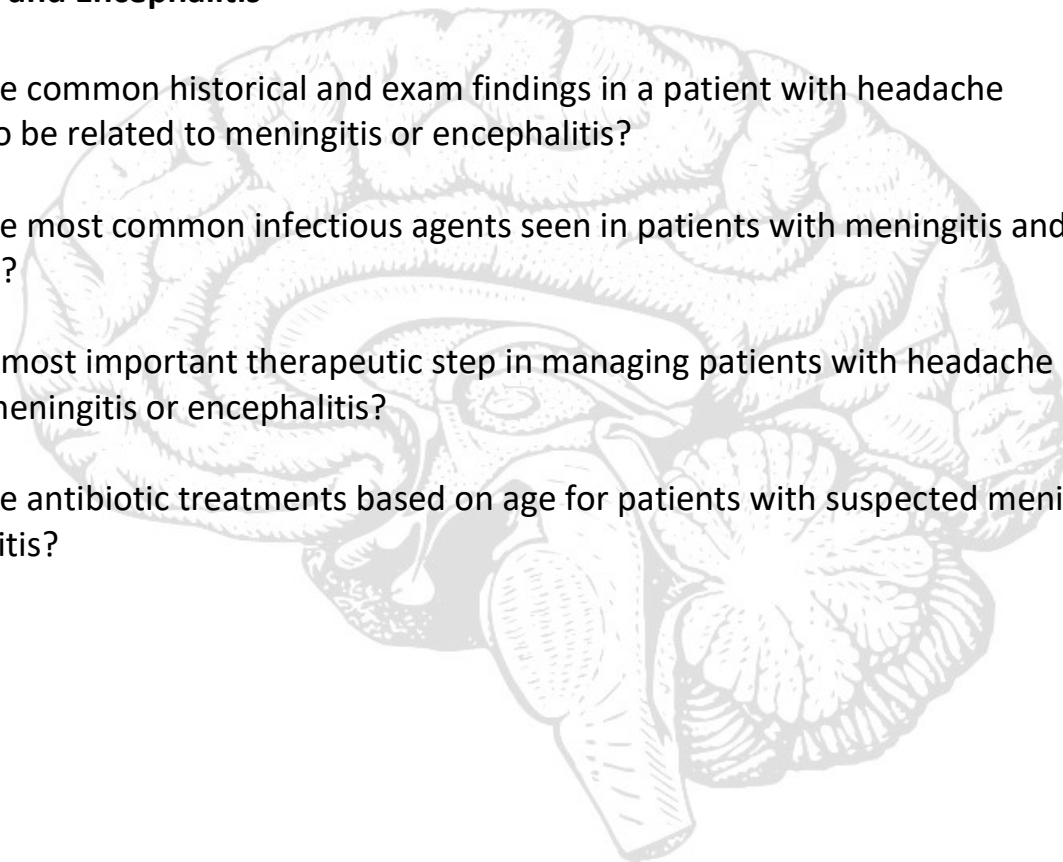 and Encephalitis
e common historical and exam findings in a patient with headache
o be related to meningitis or encephalitis?
e most common infectious agents seen in patients with meningitis and
?
most important therapeutic step in managing patients with headache
meningitis or encephalitis?
e antibiotic treatments based on age for patients with suspected meni
itis?